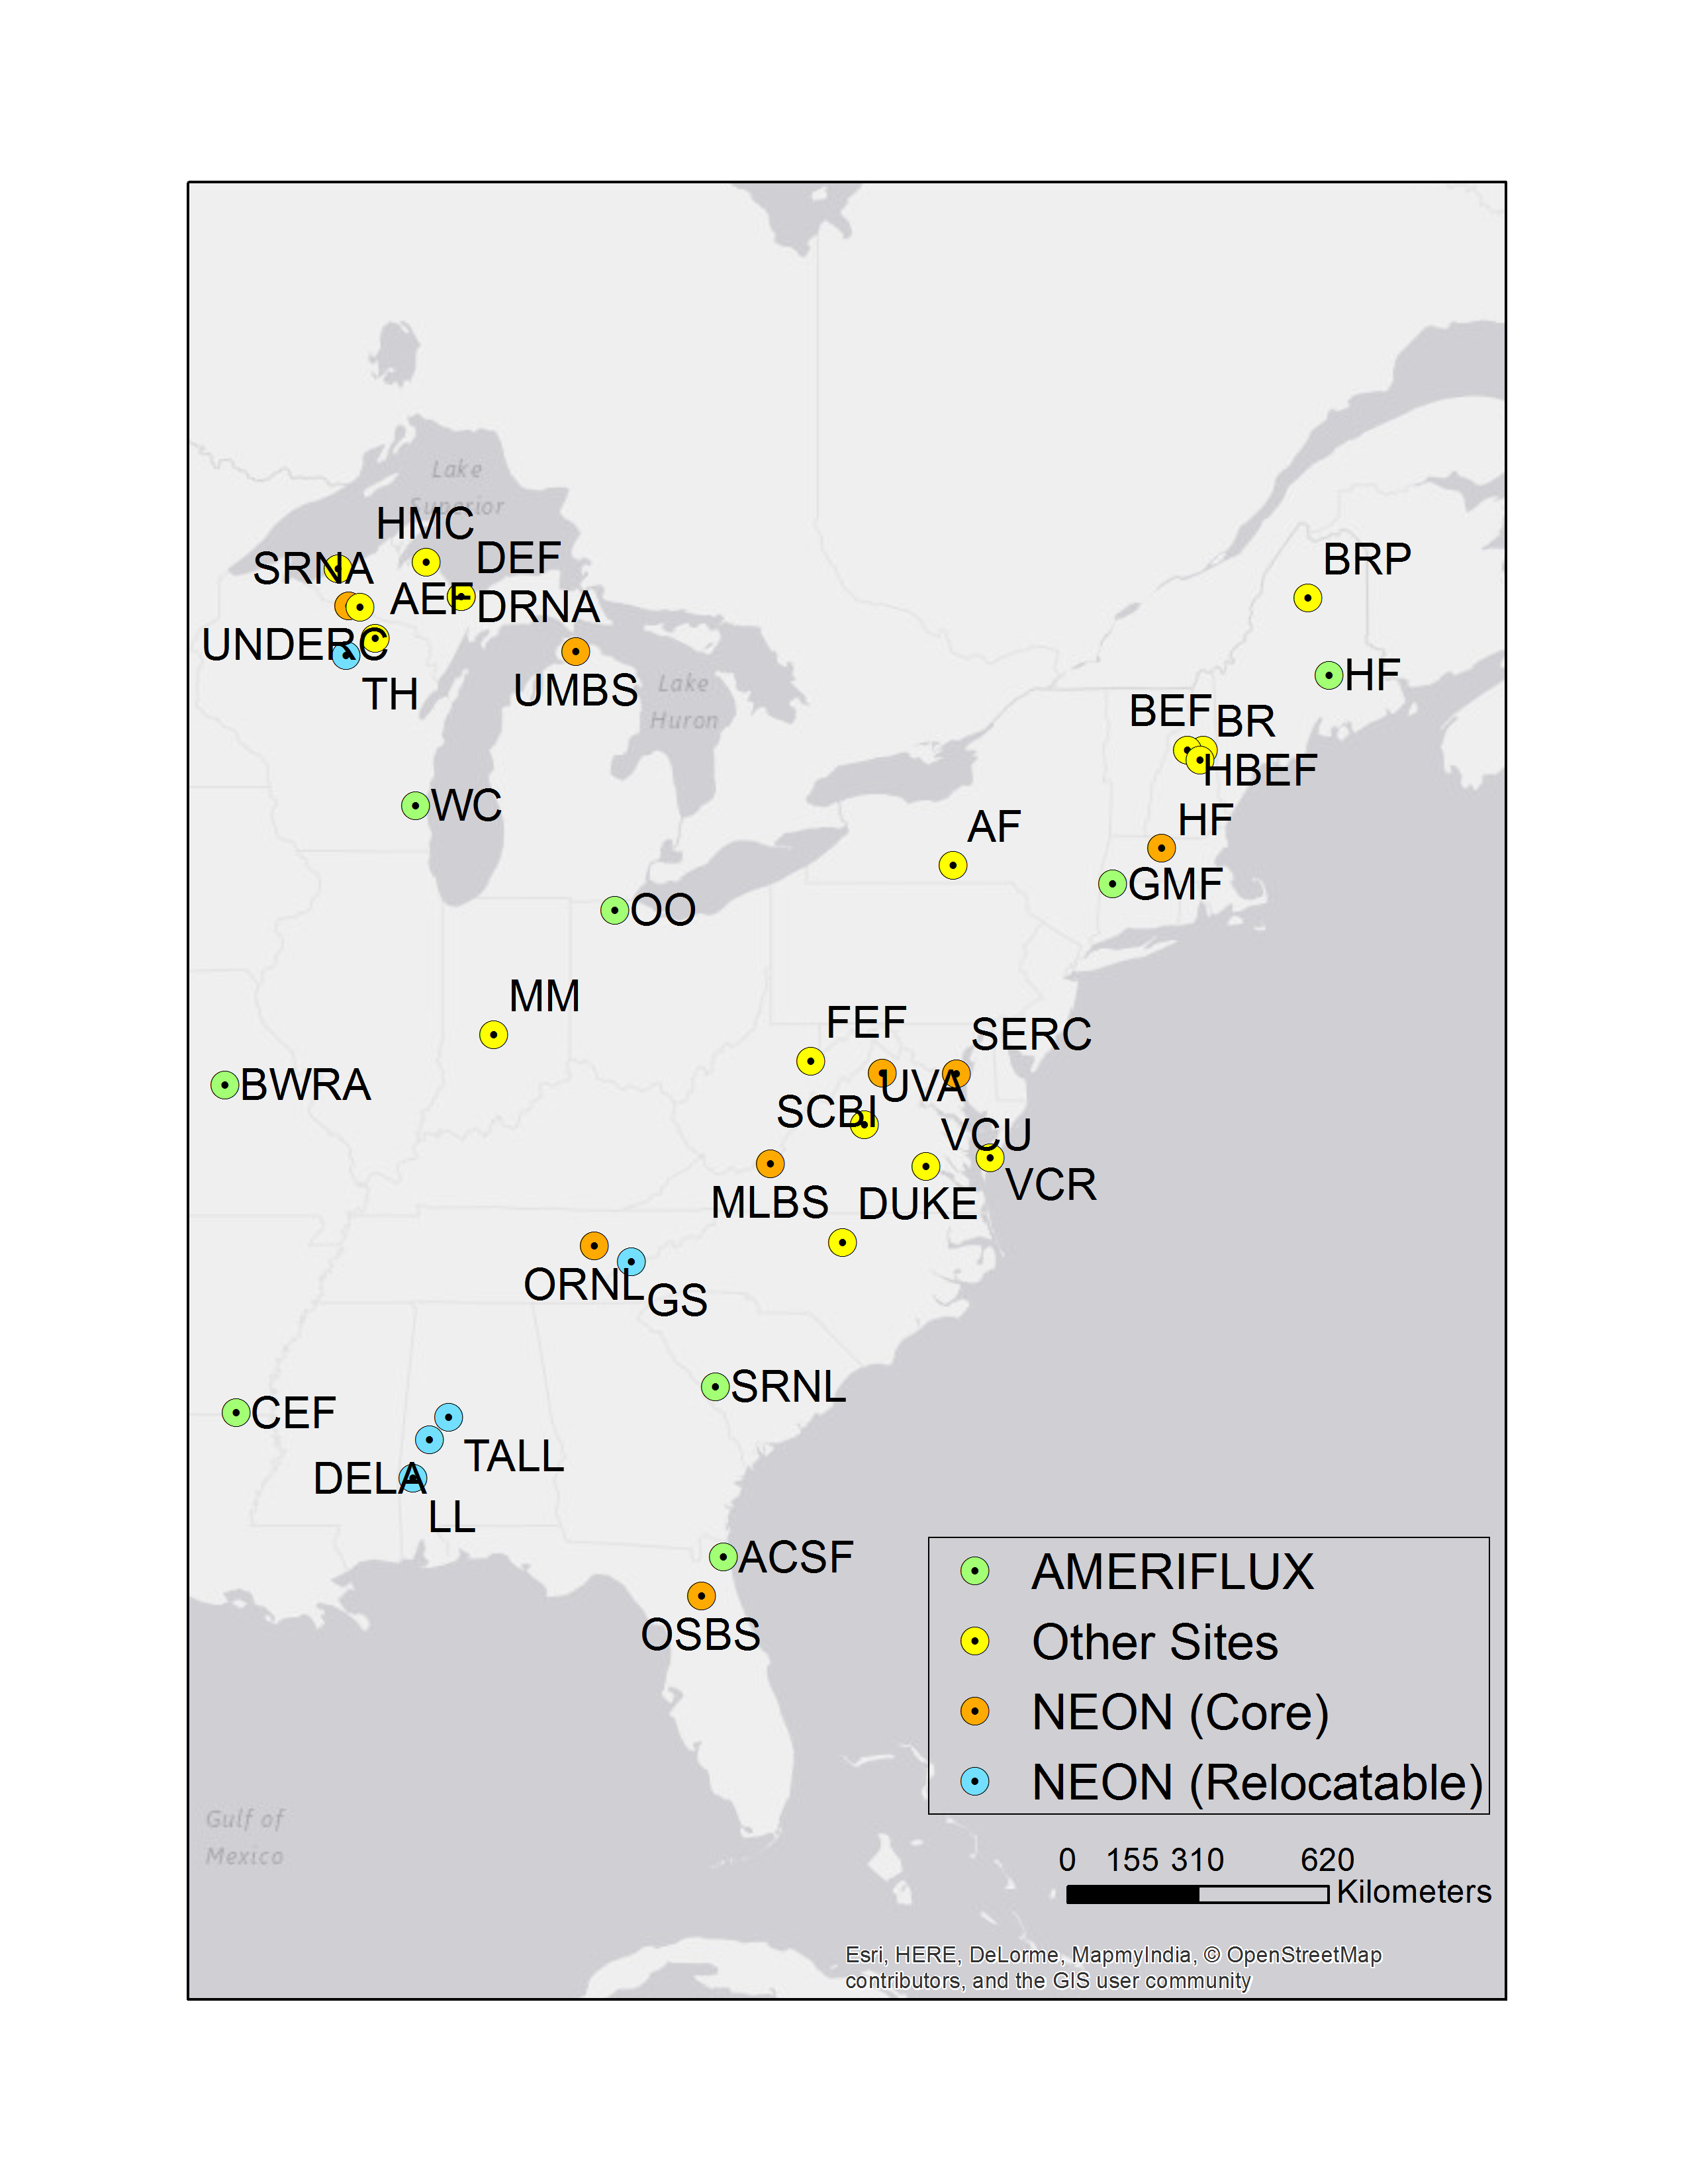 Lake
Superior
HMC
SRNA
DEF
AEF
DRNA
UNDERC
TH
UMBS
Lake
Huron
BRP
HF
BEF
BR
HBEF
WC
AF
HF
GMF
OO
MM
FEF
SERC
BWRA
UVA
SCBI
VCU
VCR
MLBS
DUKE
ORNL
GS
SRNL
CEF
TALL
DELA
LL
ACSF
OSBS
AMERIFLUX
Other Sites
NEON (Core)
NEON (Relocatable)
Gulf of
Mexico
0 155 310 620
Kilometers
Esri, HERE, DeLorme, MapmyIndia, © OpenStreetMap
contributors, and the GIS user community